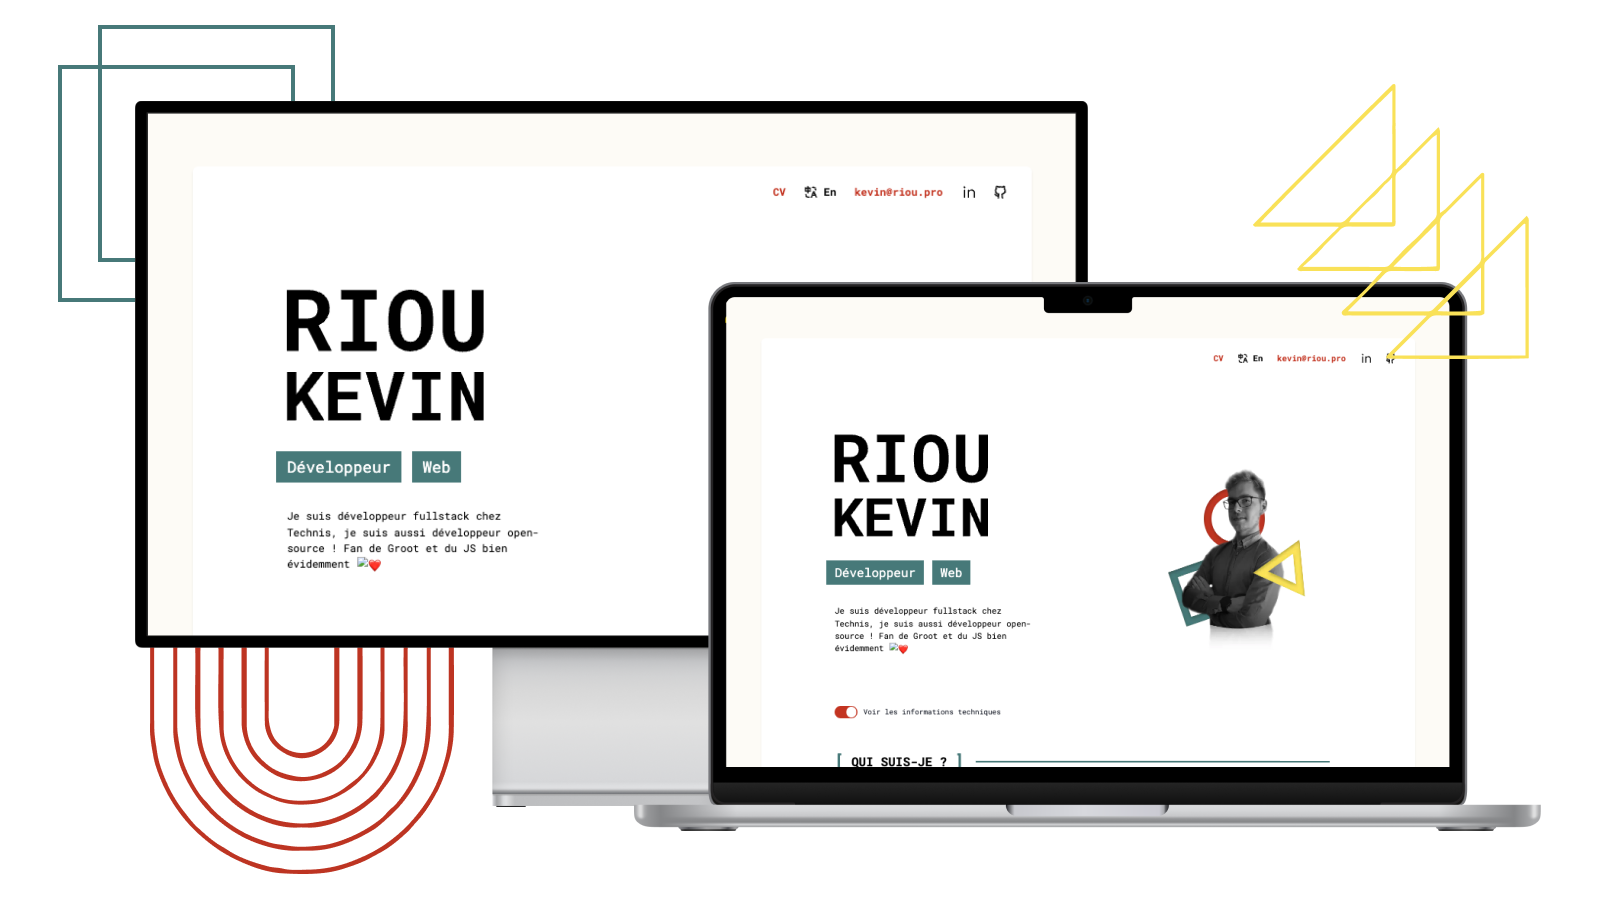 CV En kevin@riou.pro in
RIOU
KEVIN
Développeur Web
Je suis développeur fullstack chez
Technis, je suis aussi développeur open-
source ! Fan de Groot et du JS bien
évidemment ❤️
CV En kevin@riou.pro in
RIOU
KEVIN
Développeur Web
Je suis développeur fullstack chez
Technis, je suis aussi développeur open-
source ! Fan de Groot et du JS bien
évidemment ❤️
Voir les informations techniques
[ QUI SUIS-JE ? ]